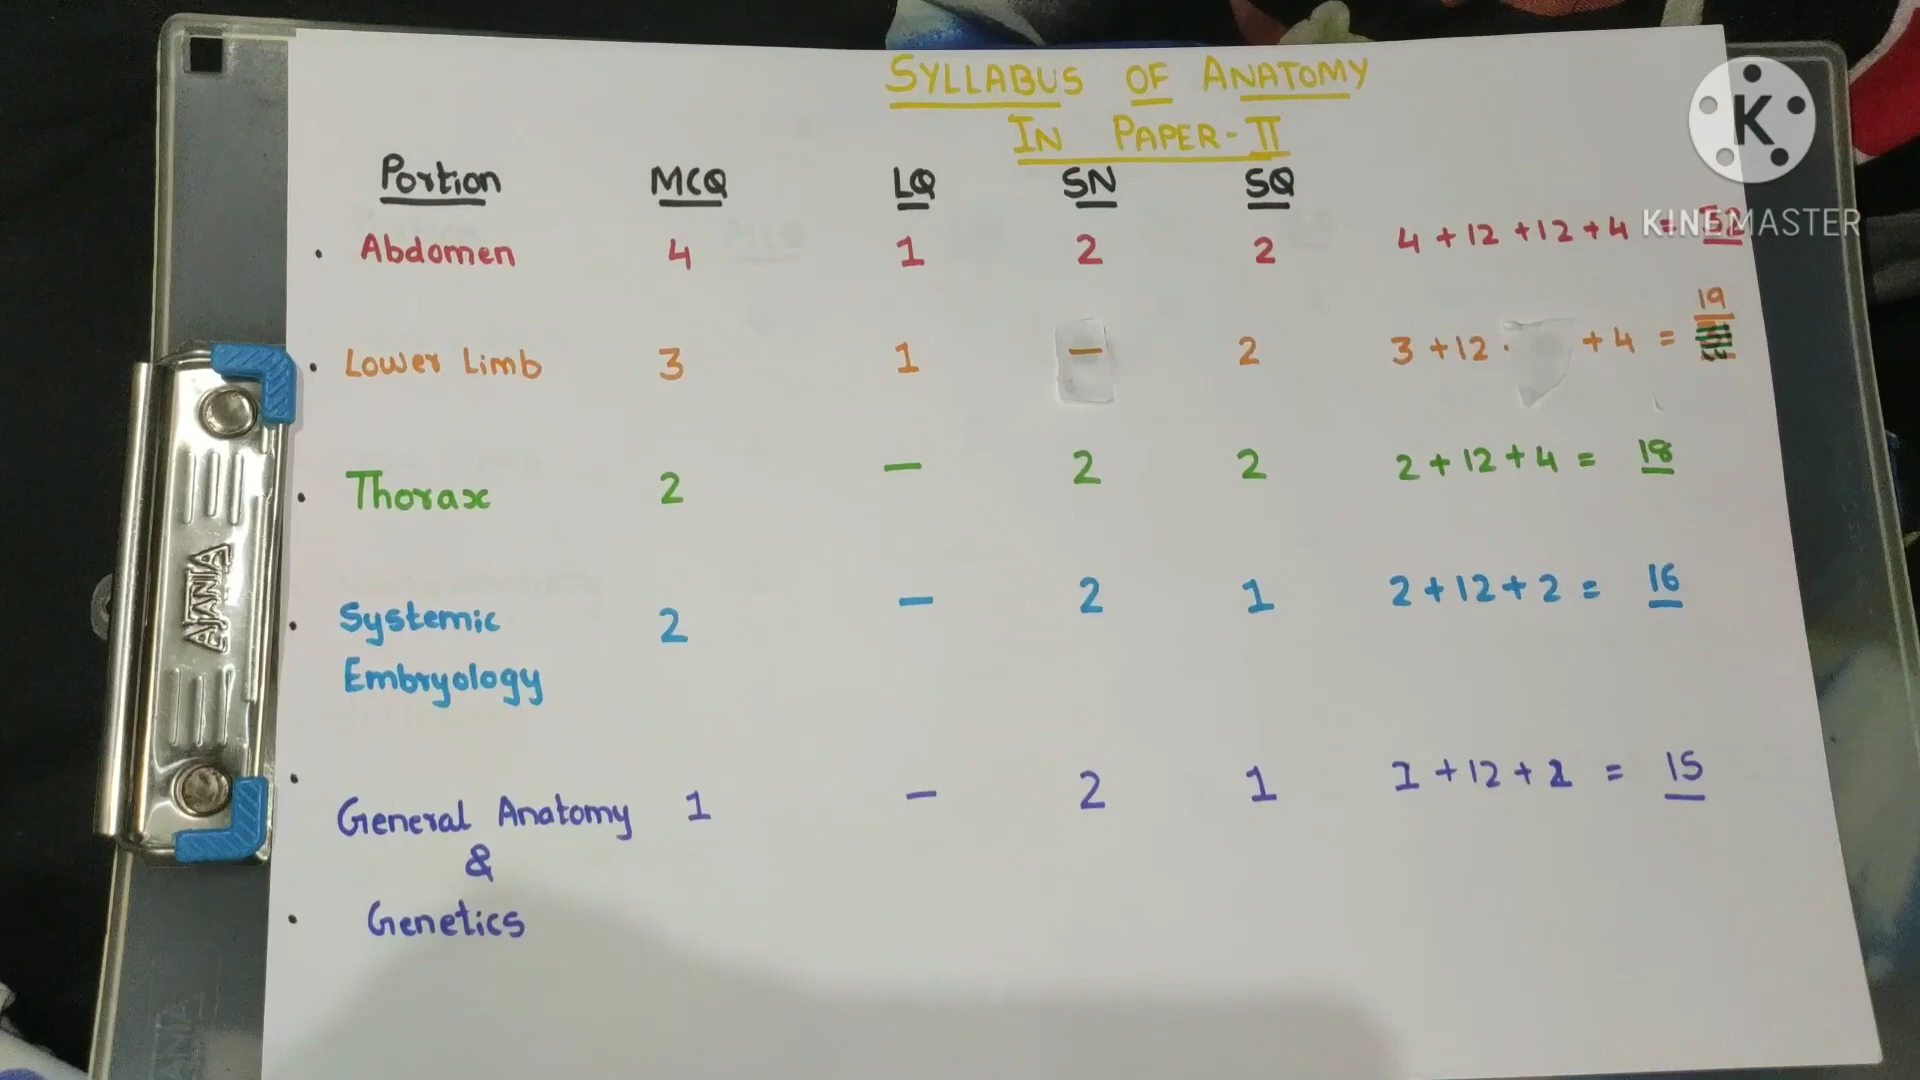 SYLLABUS OF ANATOMY
IN PAPER-II
Portion MCQ LQ SN SQ
• Abdomen 4 1 2 2 4+12+12+4 = 32
• Lower Limb 3 1 – 2 3+12 +4 = 19
• Thorax 2 – 2 2 2+12+4 = 18
• Systemic 2 – 2 1 2+12+2 = 16
Embryology
• General Anatomy 1 – 2 1 1+12+2 = 15
&
• Genetics
K
KINEMASTER
AJANTA